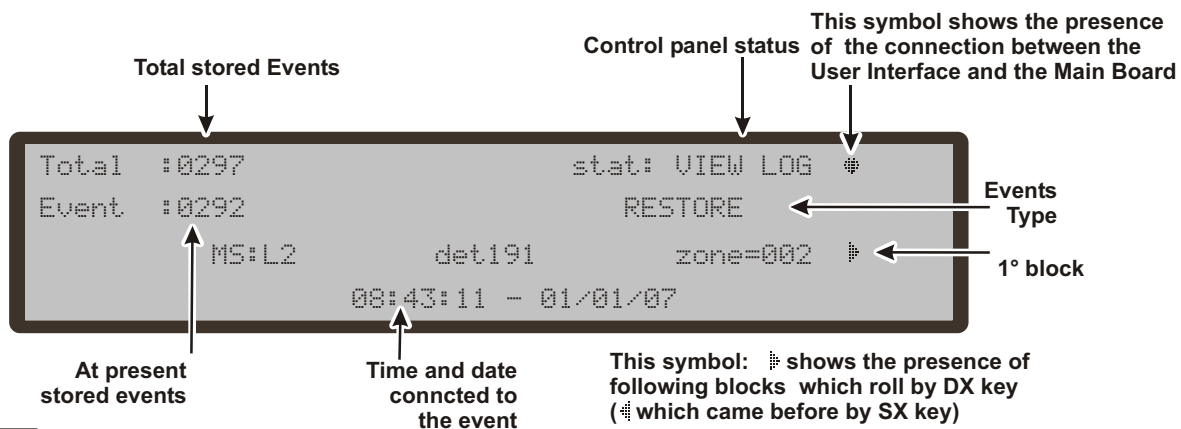 This symbol shows the presence
of the connection between the
User Interface and the Main Board
Control panel status
Total stored Events
Total :0297 stat: VIEW LOG
Event :0292 RESTORE
MS:L2 det191 zone=002
08:43:11 - 01/01/07
Events
Type
1° block
At present
stored events
Time and date
conncted to
the event
This symbol: shows the presence of
following blocks which roll by DX key
( which came before by SX key)